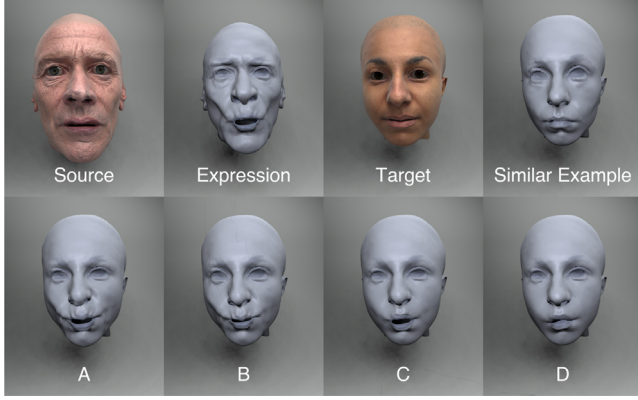 Source
Expression
Target
Similar Example
A
B
C
D